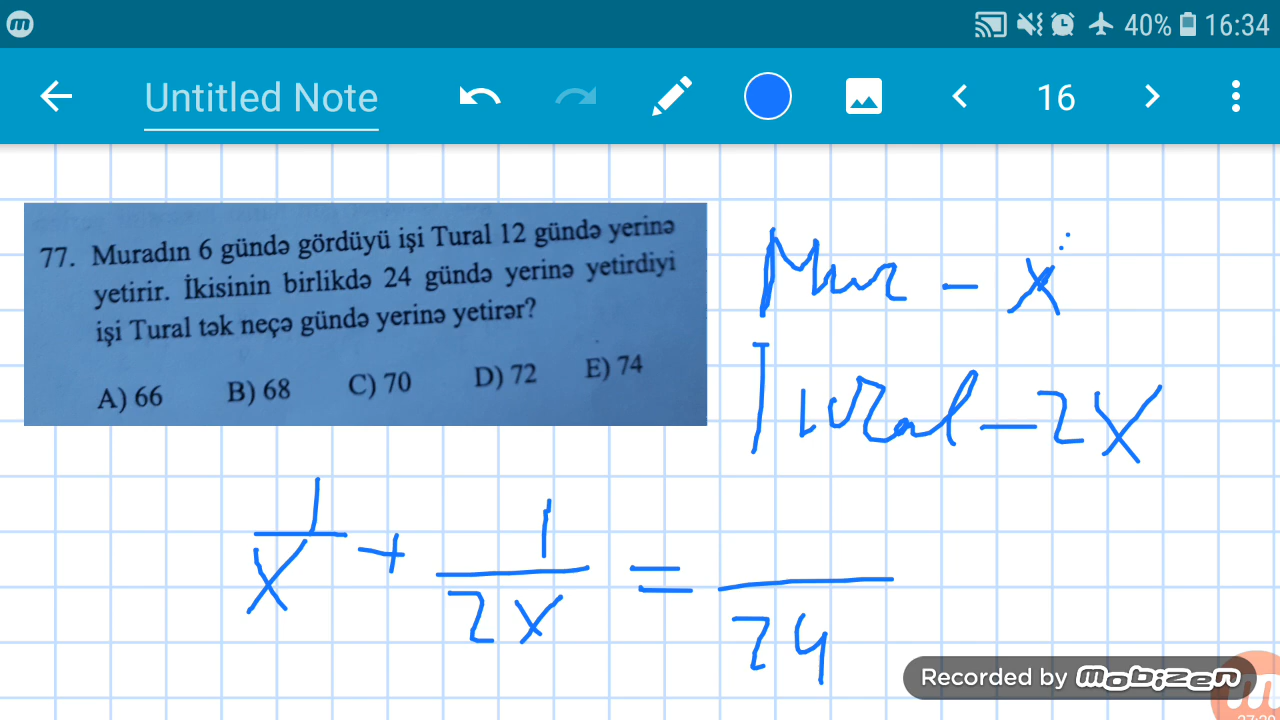 40% 16:34
Untitled Note 16
77. Muradın 6 gündə gördüyü işi Tural 12 gündə yerinə
yetirir. İkisinin birlikdə 24 gündə yerinə yetirdiyi
işi Tural tək neçə gündə yerinə yetirər?
A) 66 B) 68 C) 70 D) 72 E) 74
Mur - x
Tural - 2x
1/x + 1/2x = /24
Recorded by MOBIZEN